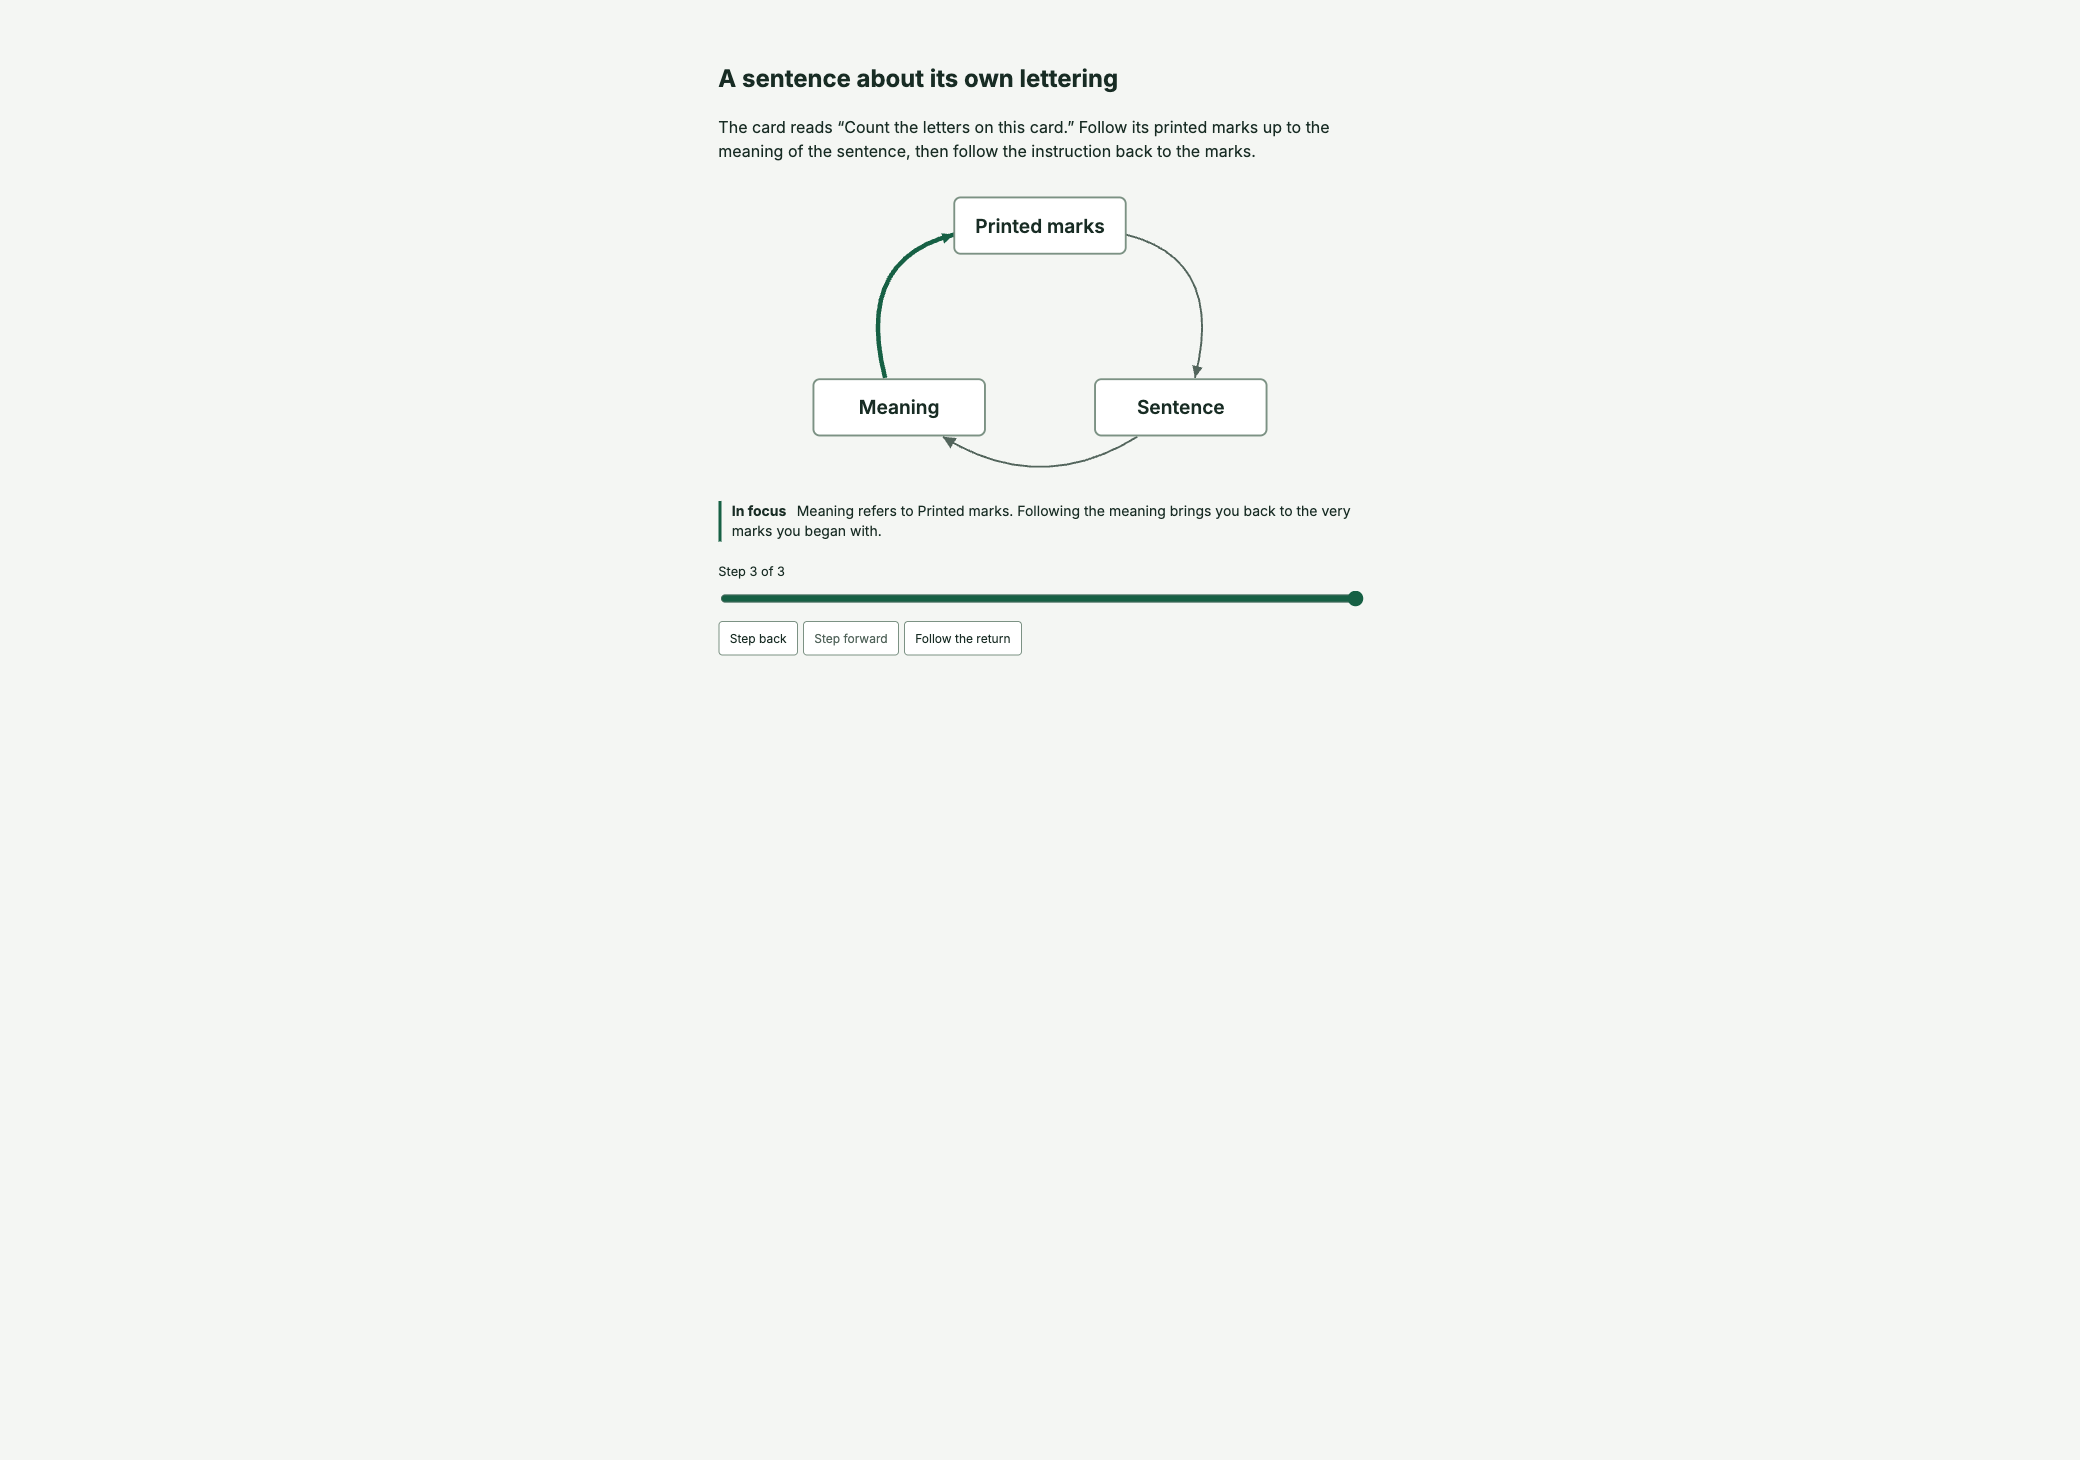 A sentence about its own lettering
The card reads “Count the letters on this card.” Follow its printed marks up to the
meaning of the sentence, then follow the instruction back to the marks.
Printed marks
Meaning
Sentence
In focus Meaning refers to Printed marks. Following the meaning brings you back to the very
marks you began with.
Step 3 of 3
Step back
Step forward
Follow the return